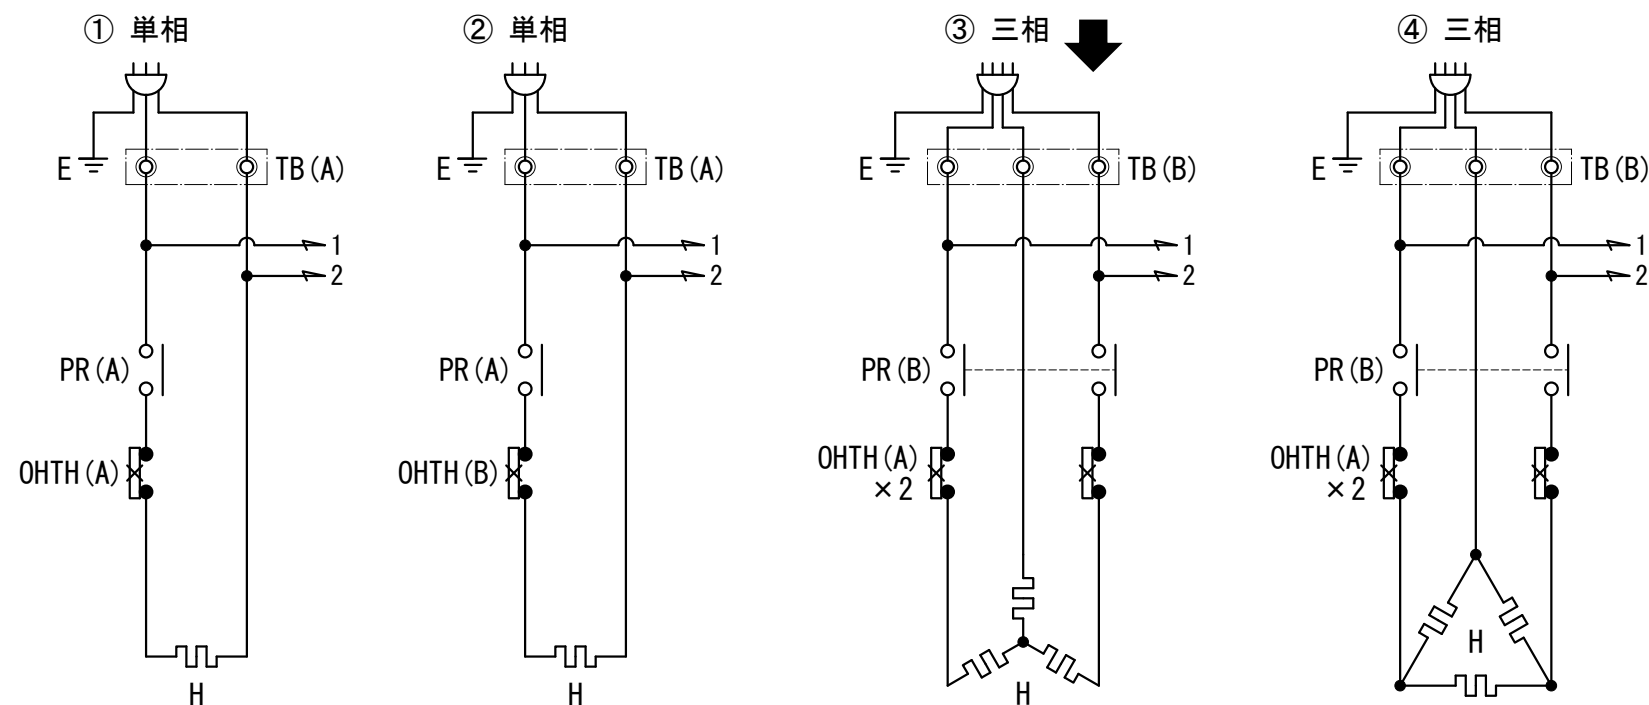 ① 単相
② 単相
③ 三相
④ 三相
E
TB(A)
E
TB(A)
E
TB(B)
E
TB(B)
1
1
1
1
2
2
2
2
PR(A)
PR(A)
PR(B)
PR(B)
OHTH(A)
OHTH(B)
OHTH(A)
×2
OHTH(A)
×2
H
H
H
H